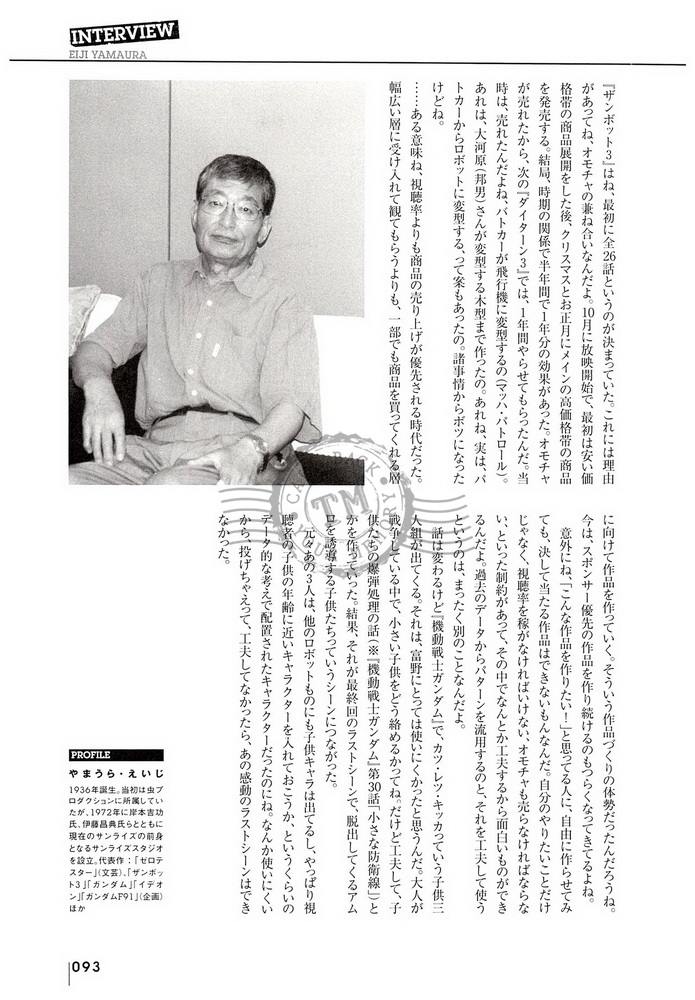 INTERVIEW
EIJI YAMAURA
『ザンボット3』はね、最初に全26話というのが決まっていた。これには理由
があってね、オモチャの兼ね合いなんだよ。10月に放映開始で、最初は安い価
格帯の商品展開をした後、クリスマスとお正月にメインの高価格帯の商品
を発売する。結局、時期の関係で半年間で1年分の効果があった。オモチャ
が売れたから、次の『ダイターン3』では、1年間やらせてもらったんだ。当
時は、売れたんだよね、パトカーが飛行機に変型するの(マッハ・パトロール)。
あれは、大河原(邦男)さんが変型する木型まで作ったの。あれね、実は、パ
トカーからロボットに変型する、って案もあったの。諸事情からボツになった
けどね。
……ある意味ね、視聴率よりも商品の売り上げが優先される時代だった。
幅広い層に受け入れて観てもらうよりも、一部でも商品を買ってくれる層
に向けて作品を作っていく。そういう作品づくりの体勢だったんだろうね。
今は、スポンサー優先の作品を作り続けるのもつらくなってきてるよね。
意外にね、「こんな作品を作りたい!」と思ってる人に、自由に作らせてみ
ても、決して当たる作品はできないもんなんだ。自分のやりたいことだけ
じゃなく、視聴率を稼がなければいけない、オモチャも売らなければならな
い、といった制約があって、その中でなんとか工夫するから面白いものができ
るんだよ。過去のデータからパターンを流用するのと、それを工夫して使う
というのは、まったく別のことなんだよ。
話は変わるけど『機動戦士ガンダム』で、カツ・レツ・キッカっていう子供三
人組が出てくる。それは、富野にとっては使いにくかったと思うんだ。大人が
戦争している中で、小さい子供をどう絡めるかってね。だけど工夫して、子
供たちの爆弾処理の話(※『機動戦士ガンダム』第30話「小さな防衛線」)と
かを作っていった。結果、それが最終回のラストシーンで、脱出してくるアム
ロを誘導する子供たちっていうシーンにつながった。
元々あの3人は、他のロボットものにも子供キャラは出てるし、やっぱり視
聴者の子供の年齢に近いキャラクターを入れておこうか、というくらいの
データ的な考えで配置されたキャラクターだったのにね。なんか使いにくい
から、投げちゃえって、工夫してなかったら、あの感動のラストシーンはでき
なかった。
PROFILE
やまうら・えいじ
1936年誕生。当初は虫プ
ロダクションに所属してい
たが、1972年に岸本吉功
氏、伊藤昌典氏らとともに
現在のサンライズの前身
となるサンライズスタジオ
を設立。代表作:「ゼロテ
スター」(文芸)、「ザンボッ
ト3」「ガンダム」「イデオ
ン」「ガンダムF91」(企画)
ほか
093
TM